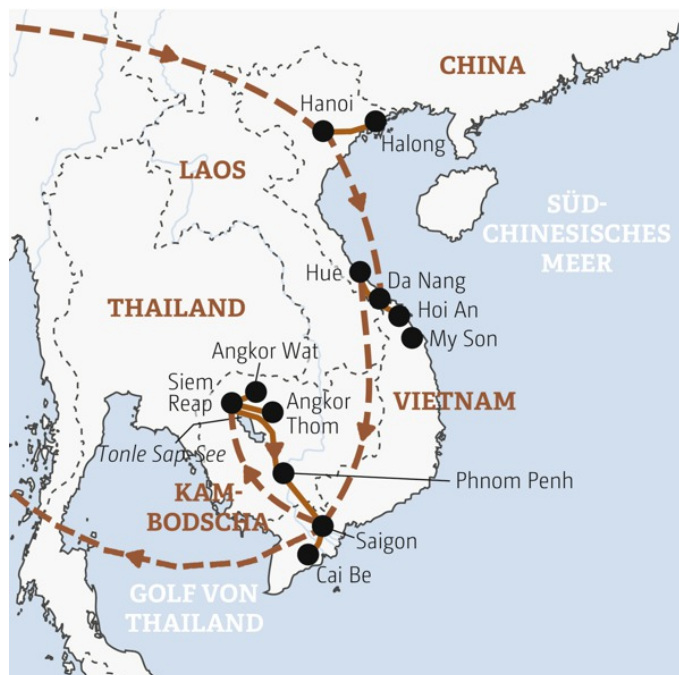 CHINA
Hanoi
Halong
LAOS
SÜD-
CHINESISCHES
MEER
Hue
Da Nang
Hoi An
My Son
THAILAND
Angkor Wat
Siem
Reap
Angkor
Thom
VIETNAM
Tonle Sap-See
Phnom Penh
KAM-
BODSCHA
Saigon
Cai Be
GOLF VON
THAILAND